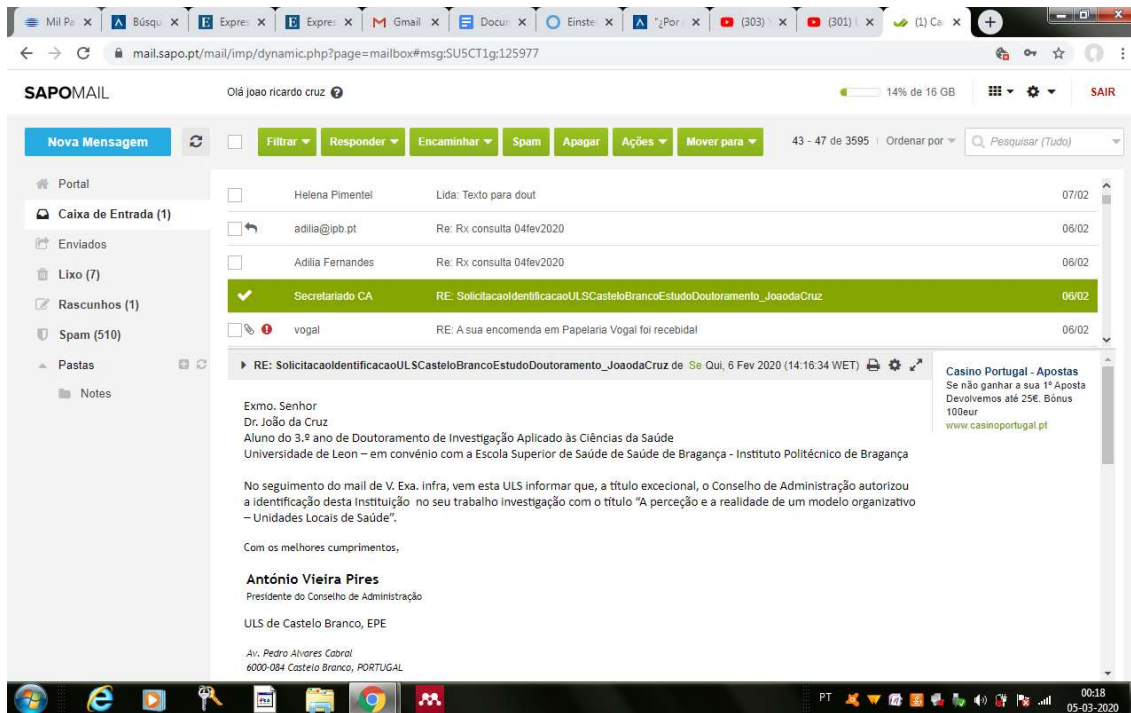 Mil Pa
Búsqu
Expre
Expre
Gmail
Docun
Einste
"¿Por
(303)
(301)
(1) Ca
mail.sapo.pt/mail/imp/dynamic.php?page=mailbox#msg:SU5CT1g:125977
SAPOMAIL
Olá joao ricardo cruz
14% de 16 GB
SAIR
Nova Mensagem
Filtrar
Responder
Encaminhar
Spam
Apagar
Ações
Mover para
43 - 47 de 3595
Ordenar por
Pesquisar (Tudo)
Portal
Caixa de Entrada (1)
Enviados
Lixo (7)
Rascunhos (1)
Spam (510)
Pastas
Notes
Helena Pimentel Lida: Texto para dout 07/02
adilia@ipb.pt Re: Rx consulta 04fev2020 06/02
Adilia Fernandes Re: Rx consulta 04fev2020 06/02
Secretariado CA RE: SolicitacaoIdentificacaoULSCasteloBrancoEstudoDoutoramento_JoaodaCruz 06/02
vogal RE: A sua encomenda em Papelaria Vogal foi recebida! 06/02
RE: SolicitacaoIdentificacaoULSCasteloBrancoEstudoDoutoramento_JoaodaCruz de Se Qui, 6 Fev 2020 (14:16:34 WET)
Casino Portugal - Apostas
Se não ganhar a sua 1ª Aposta
Devolvemos até 25€. Bónus
100eur
www.casinoportugal.pt
Exmo. Senhor
Dr. João da Cruz
Aluno do 3.º ano de Doutoramento de Investigação Aplicado às Ciências da Saúde
Universidade de Leon – em convénio com a Escola Superior de Saúde de Saúde de Bragança - Instituto Politécnico de Bragança
No seguimento do mail de V. Exa. infra, vem esta ULS informar que, a título excecional, o Conselho de Administração autorizou
a identificação desta Instituição no seu trabalho investigação com o título “A perceção e a realidade de um modelo organizativo
– Unidades Locais de Saúde”.
Com os melhores cumprimentos,
António Vieira Pires
Presidente do Conselho de Administração
ULS de Castelo Branco, EPE
Av. Pedro Alvares Cabral
6000-084 Castelo Branco, PORTUGAL
PT
00:18
05-03-2020